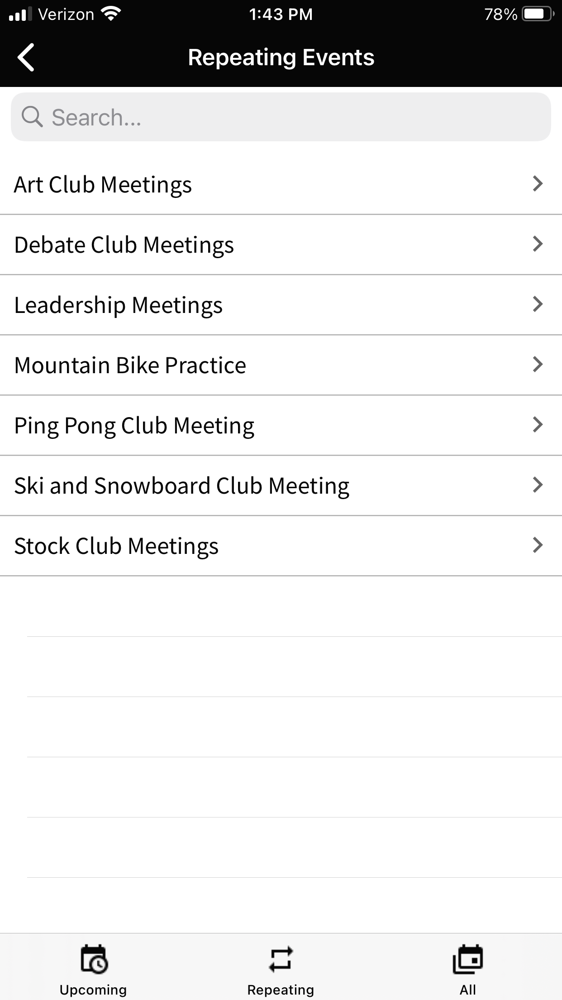 Verizon 1:43 PM 78%
Repeating Events
Search...
Art Club Meetings
Debate Club Meetings
Leadership Meetings
Mountain Bike Practice
Ping Pong Club Meeting
Ski and Snowboard Club Meeting
Stock Club Meetings
Upcoming Repeating All